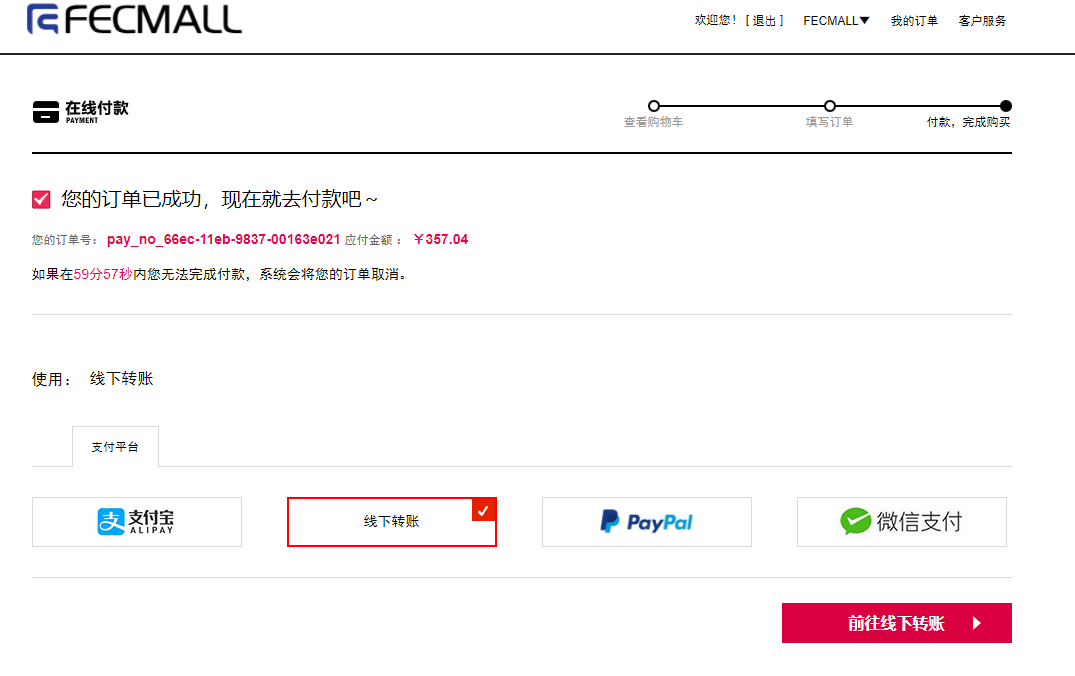 FECMALL
欢迎您! [ 退出 ] FECMALL▼ 我的订单 客户服务
在线付款
PAYMENT
查看购物车 填写订单 付款，完成购买
您的订单已成功，现在就去付款吧～
您的订单号： pay_no_66ec-11eb-9837-00163e021 应付金额： ￥357.04
如果在59分57秒内您无法完成付款，系统会将您的订单取消。
使用： 线下转账
支付平台
支 支付宝 线下转账 PayPal 微信支付
ALIPAY
前往线下转账